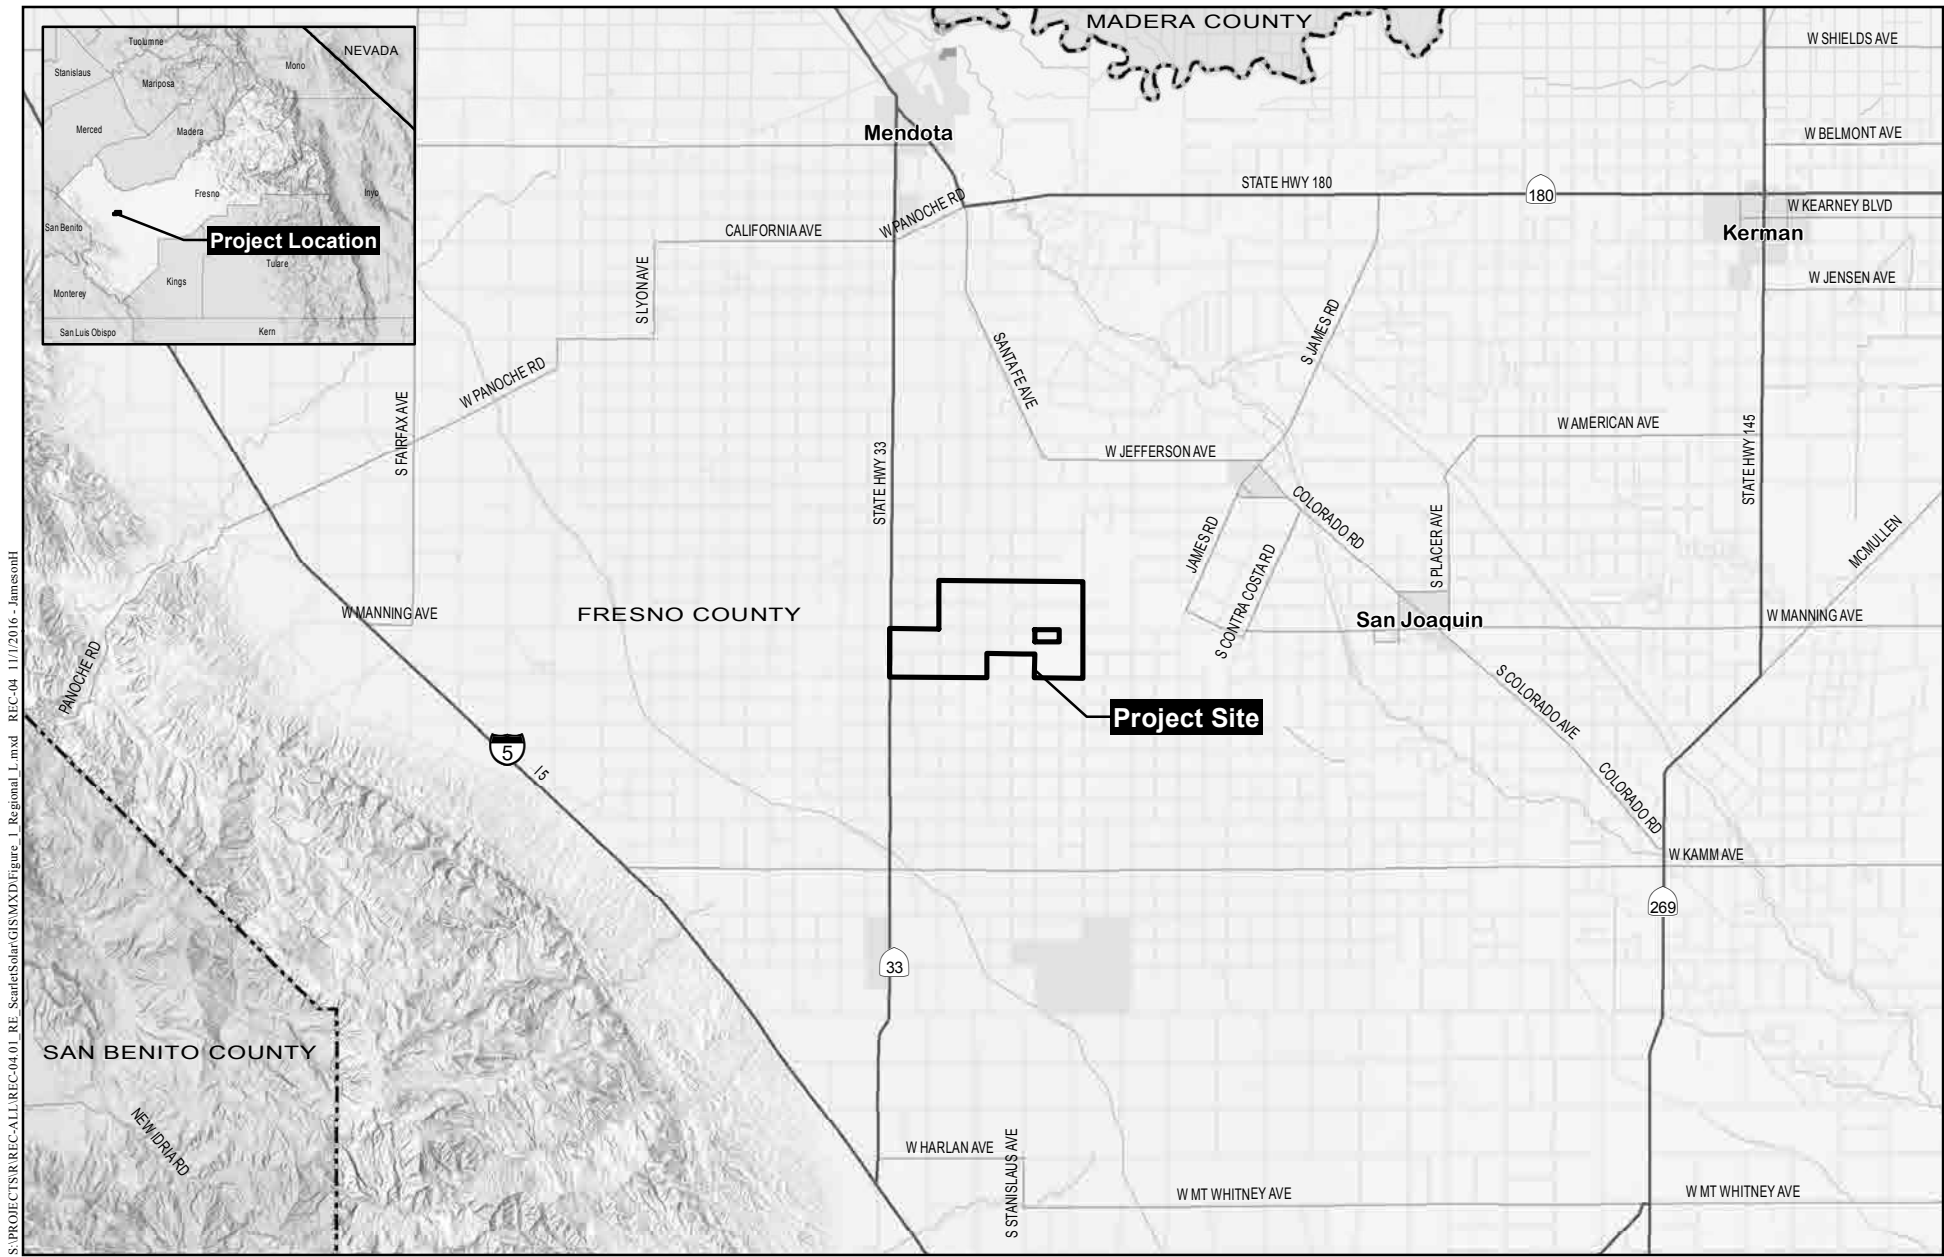 MADERA COUNTY
NEVADA
Tuolumne
Stanislaus
Mono
Mariposa
Merced
Madera
Fresno
Inyo
San Benito
Project Location
Tulare
Kings
Monterey
San Luis Obispo
Kern
W SHIELDS AVE
Mendota
W BELMONT AVE
STATE HWY 180
180
W KEARNEY BLVD
W PANOCHE RD
CALIFORNIA AVE
Kerman
S LYON AVE
W JENSEN AVE
SANTA FE AVE
S JAMES RD
W PANOCHE RD
S FAIRFAX AVE
W AMERICAN AVE
STATE HWY 33
W JEFFERSON AVE
STATE HWY 145
COLORADO RD
JAMES RD
S PLACER AVE
MCMULLEN
S CONTRA COSTA RD
W MANNING AVE
FRESNO COUNTY
San Joaquin
W MANNING AVE
PANOCHE RD
S COLORADO AVE
Project Site
5
I 5
COLORADO RD
W KAMM AVE
269
33
SAN BENITO COUNTY
NEW IDRIA RD
W HARLAN AVE
S STANISLAUS AVE
W MT WHITNEY AVE
W MT WHITNEY AVE
S:\PROJECTS\R\REC-ALL\REC-04.01_RE_ScarletSolar\GIS\MXD\Figure_1_Regional_L.mxd REC-04 11/1/2016 - JamesonH